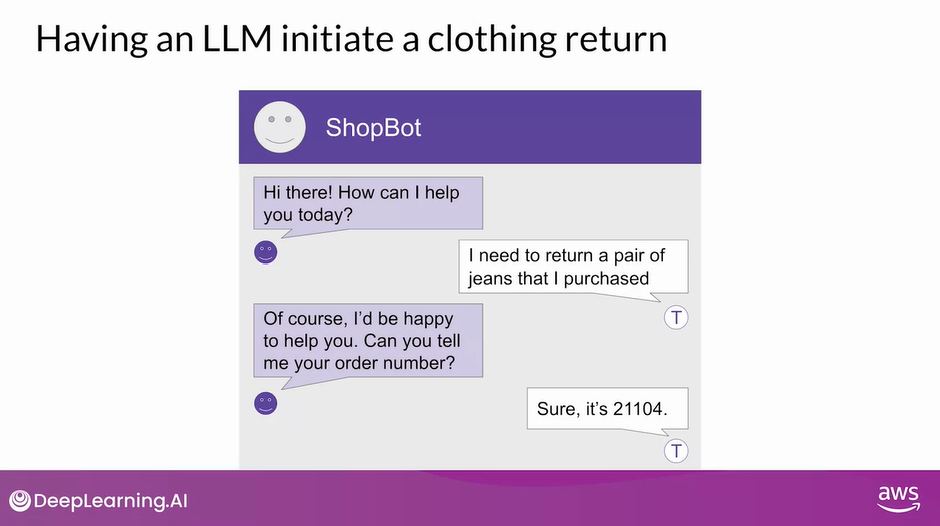 Having an LLM initiate a clothing return
ShopBot
Hi there! How can I help
you today?
I need to return a pair of
jeans that I purchased
T
Of course, I'd be happy
to help you. Can you tell
me your order number?
Sure, it's 21104.
T
DeepLearning.AI
aws